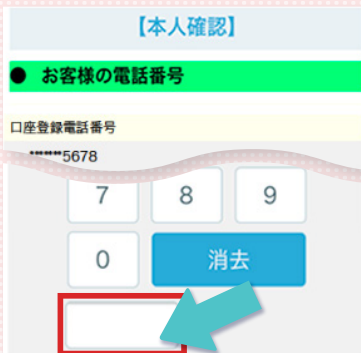 【本人確認】
● お客様の電話番号
口座登録電話番号
******5678
7 8 9
0 消去